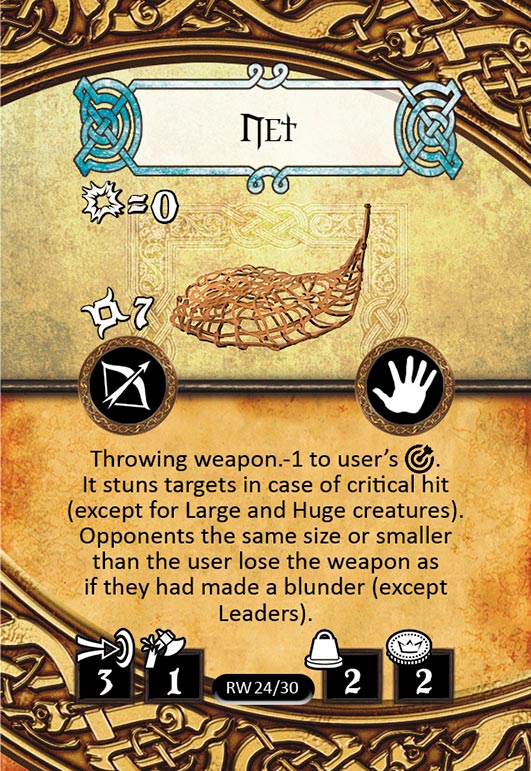 Net
=0
7
Throwing weapon.-1 to user's .
It stuns targets in case of critical hit
(except for Large and Huge creatures).
Opponents the same size or smaller
than the user lose the weapon as
if they had made a blunder (except
Leaders).
3 1 RW 24/30 2 2